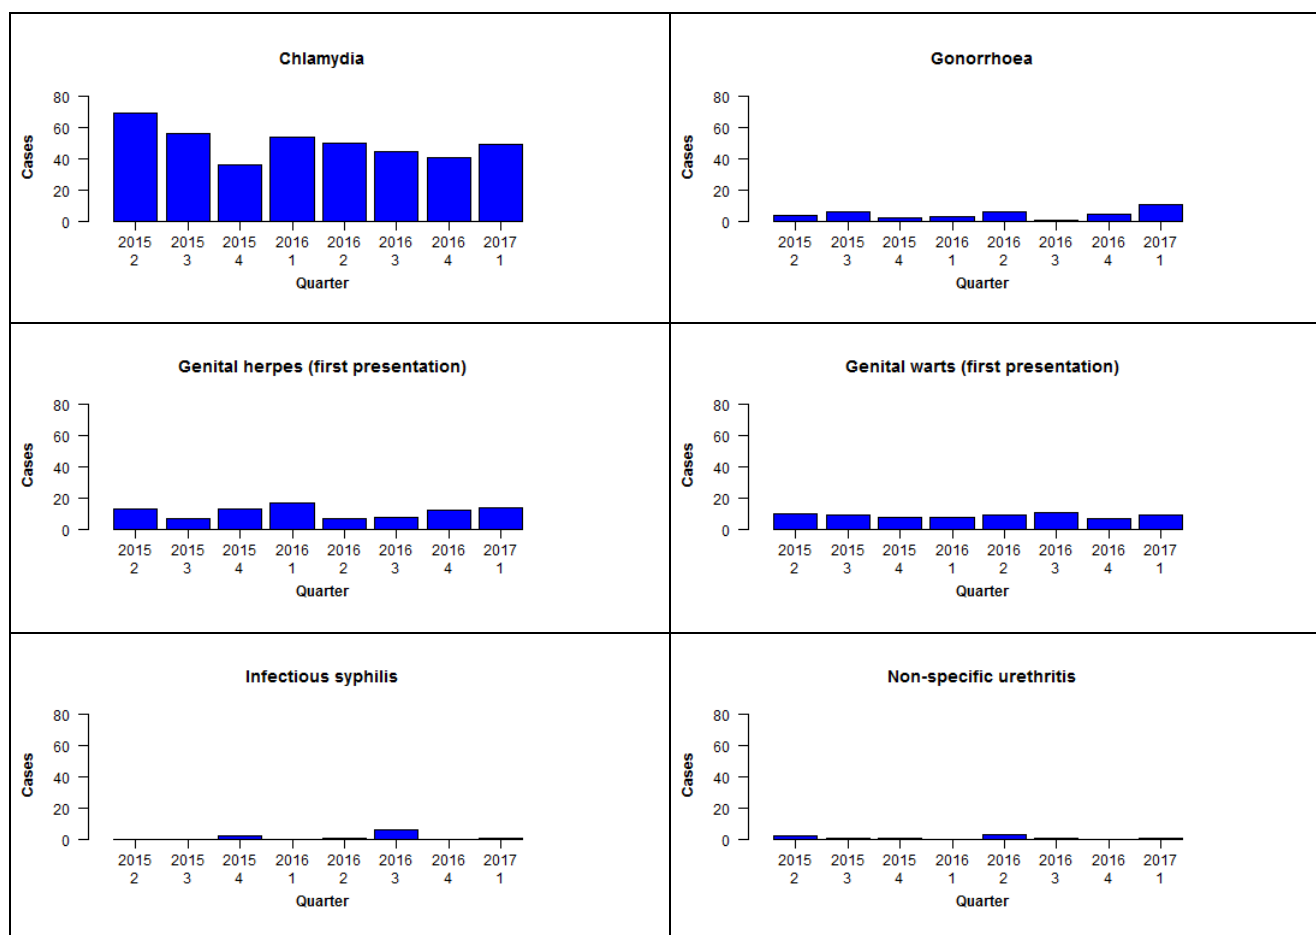 Chlamydia
80
60
40
20
0
Cases
2015 2015 2015 2016 2016 2016 2016 2017
2 3 4 1 2 3 4 1
Quarter
Gonorrhoea
80
60
40
20
0
Cases
2015 2015 2015 2016 2016 2016 2016 2017
2 3 4 1 2 3 4 1
Quarter
Genital herpes (first presentation)
80
60
40
20
0
Cases
2015 2015 2015 2016 2016 2016 2016 2017
2 3 4 1 2 3 4 1
Quarter
Genital warts (first presentation)
80
60
40
20
0
Cases
2015 2015 2015 2016 2016 2016 2016 2017
2 3 4 1 2 3 4 1
Quarter
Infectious syphilis
80
60
40
20
0
Cases
2015 2015 2015 2016 2016 2016 2016 2017
2 3 4 1 2 3 4 1
Quarter
Non-specific urethritis
80
60
40
20
0
Cases
2015 2015 2015 2016 2016 2016 2016 2017
2 3 4 1 2 3 4 1
Quarter